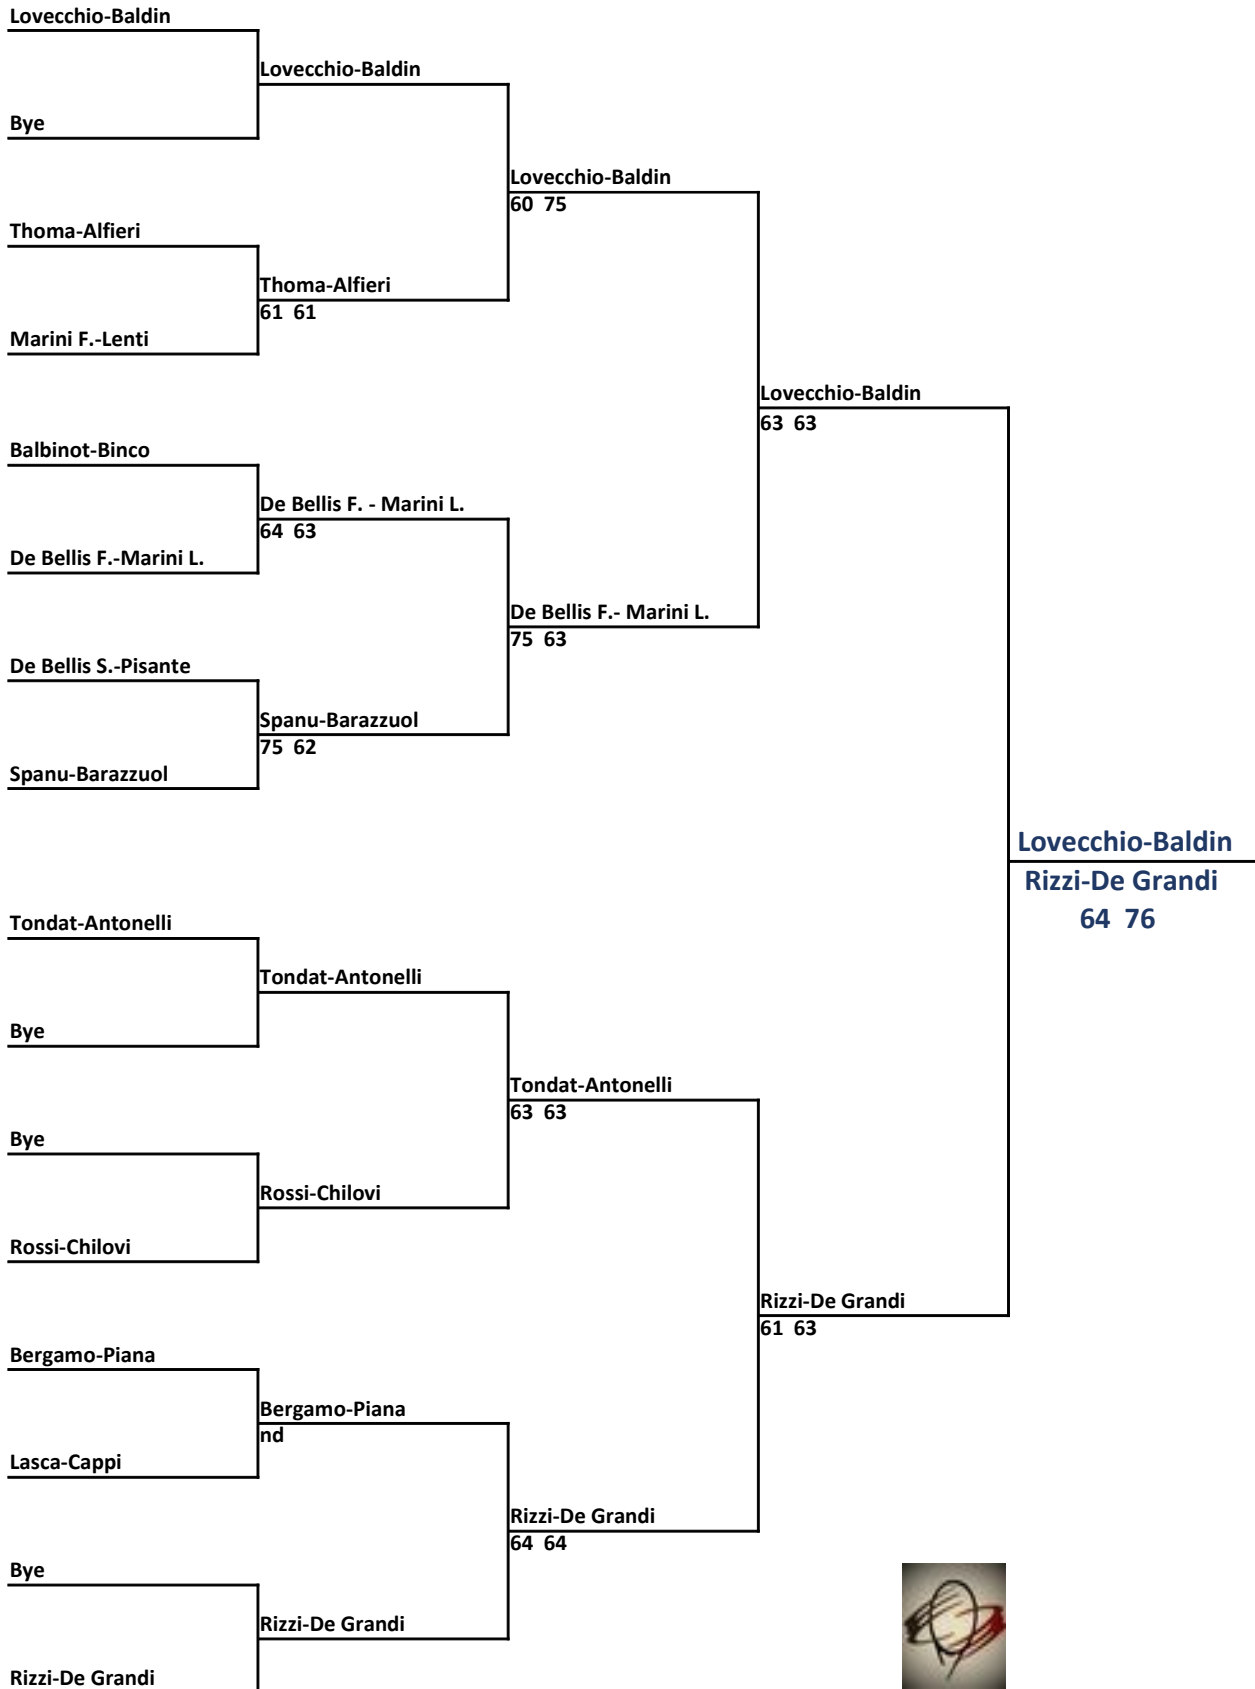 Lovecchio-Baldin
Lovecchio-Baldin
Bye
Lovecchio-Baldin
60 75
Thoma-Alfieri
Thoma-Alfieri
61 61
Marini F.-Lenti
Lovecchio-Baldin
63 63
Balbinot-Binco
De Bellis F. - Marini L.
64 63
De Bellis F.-Marini L.
De Bellis F.- Marini L.
75 63
De Bellis S.-Pisante
Spanu-Barazzuol
75 62
Spanu-Barazzuol
Lovecchio-Baldin
Rizzi-De Grandi
64 76
Tondat-Antonelli
Tondat-Antonelli
Bye
Tondat-Antonelli
63 63
Bye
Rossi-Chilovi
Rossi-Chilovi
Rizzi-De Grandi
61 63
Bergamo-Piana
Bergamo-Piana
nd
Lasca-Cappi
Rizzi-De Grandi
64 64
Bye
Rizzi-De Grandi
Rizzi-De Grandi